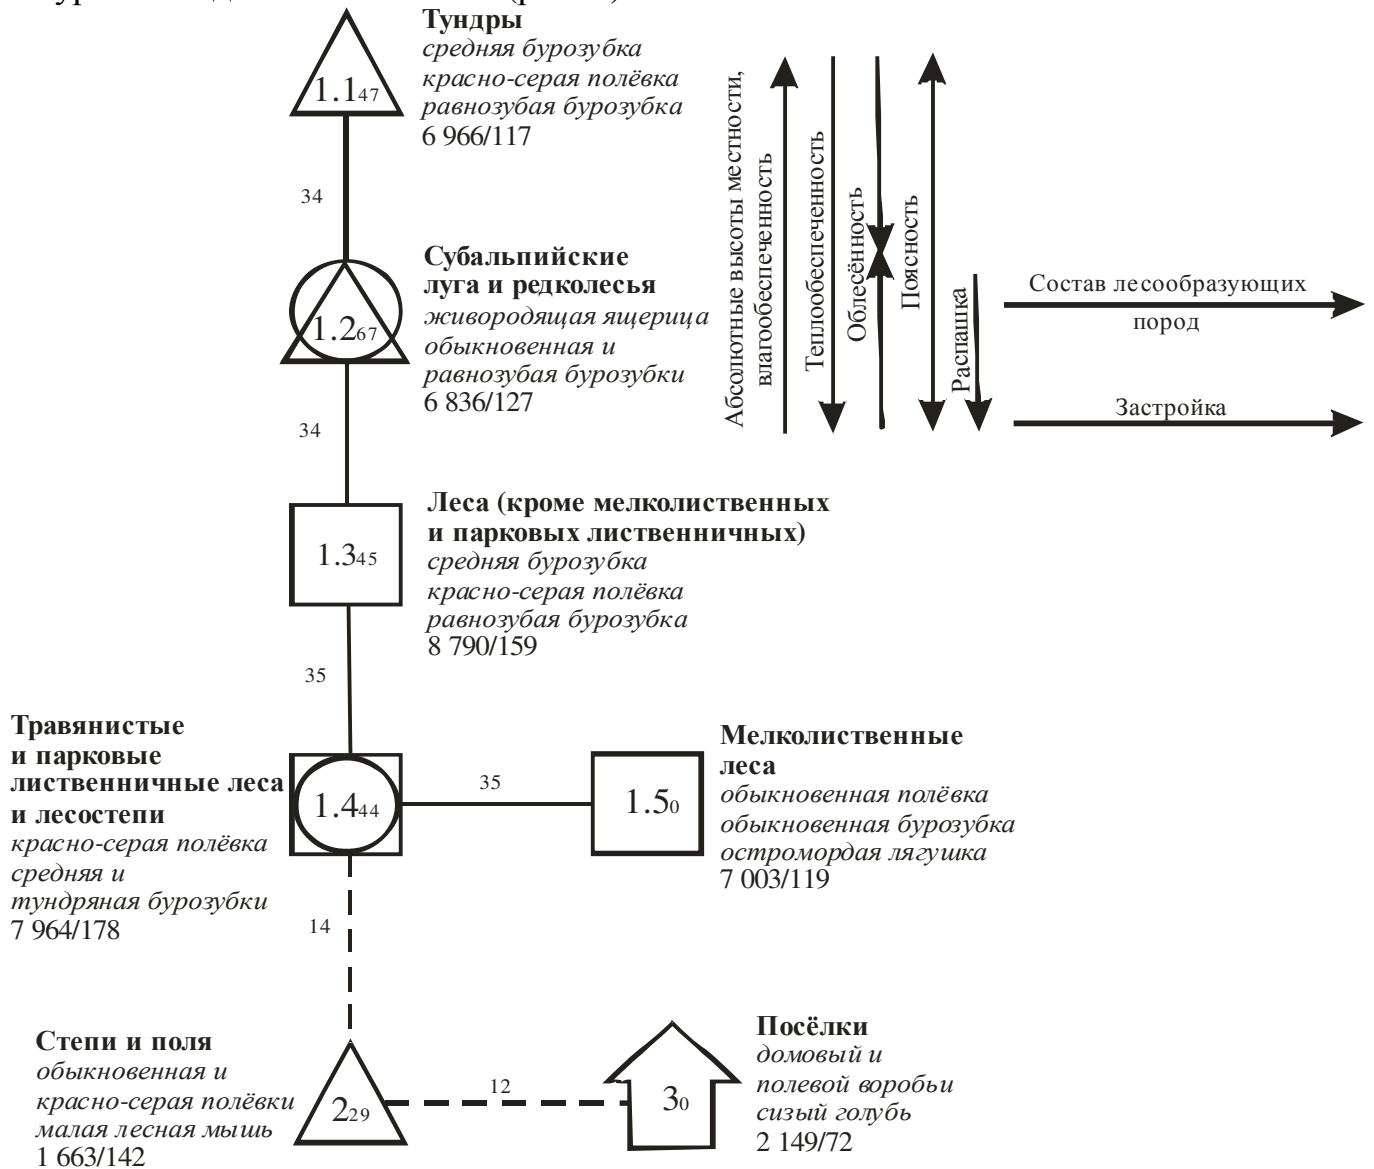 Тундры
средняя бурозубка
красно-серая полёвка
равнозубая бурозубка
6 966/117
1.147
34
Субальпийские
луга и редколесья
живородящая ящерица
обыкновенная и
равнозубая бурозубки
6 836/127
1.267
34
Леса (кроме мелколиственных
и парковых лиственничных)
средняя бурозубка
красно-серая полёвка
равнозубая бурозубка
8 790/159
1.345
35
Травянистые
и парковые
лиственничные леса
и лесостепи
красно-серая полёвка
средняя и
тундряная бурозубки
7 964/178
1.444
35
1.50
Мелколиственные
леса
обыкновенная полёвка
обыкновенная бурозубка
остромордая лягушка
7 003/119
14
Степи и поля
обыкновенная и
красно-серая полёвки
малая лесная мышь
1 663/142
229
12
30
Посёлки
домовый и
полевой воробьи
сизый голубь
2 149/72
Абсолютные высоты местности,
влагообеспеченность
Теплообеспеченность
Облесённость
Поясность
Распашка
Состав лесообразующих
пород
Застройка